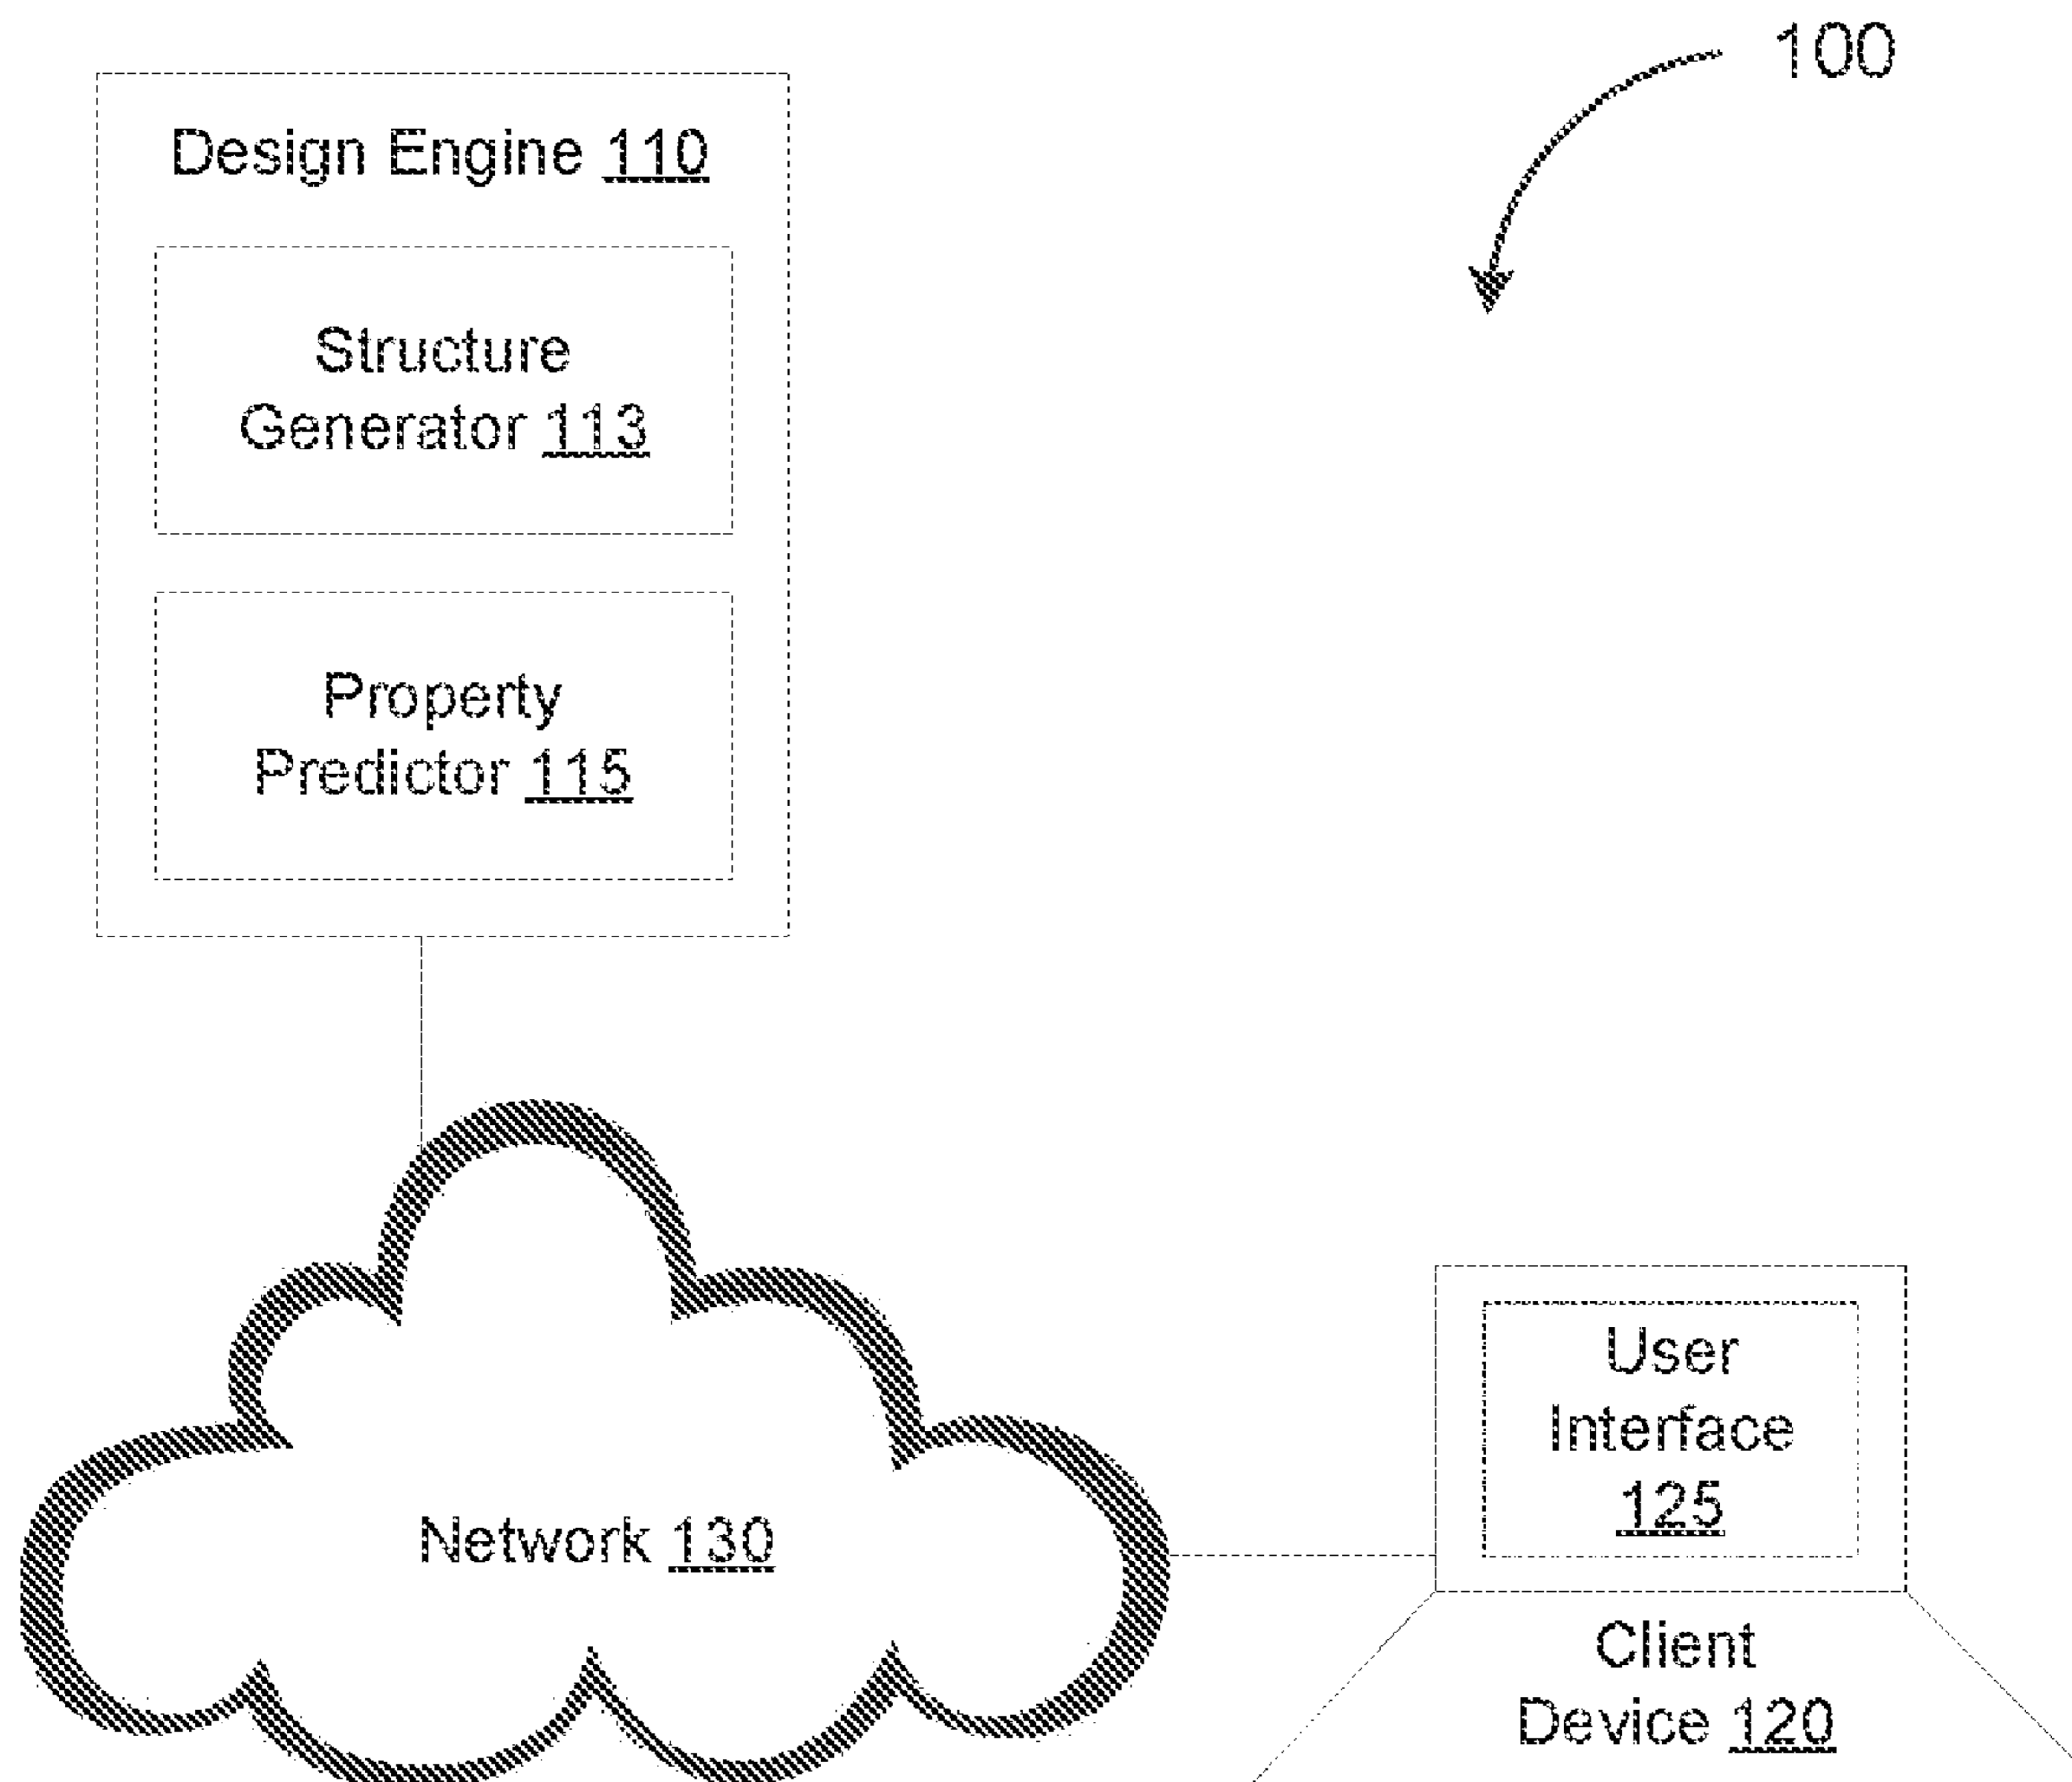 100
Design Engine 110
Structure
Generator 113
Property
Predictor 115
User
Interface
125
Network 130
Client
Device 120